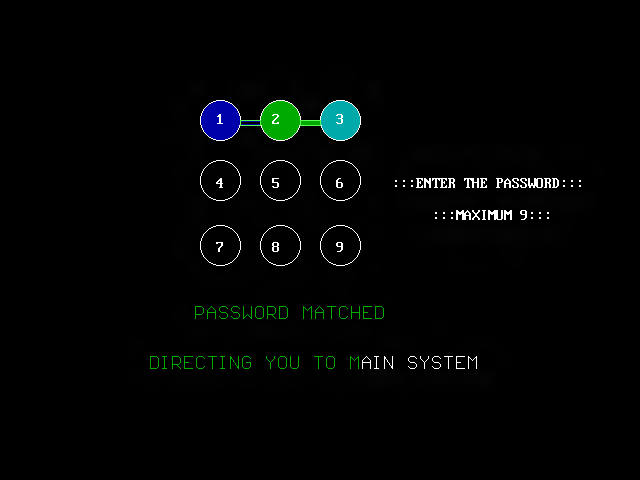 1 2 3
4 5 6
:::ENTER THE PASSWORD:::
:::MAXIMUM 9:::
7 8 9
PASSWORD MATCHED
DIRECTING YOU TO MAIN SYSTEM